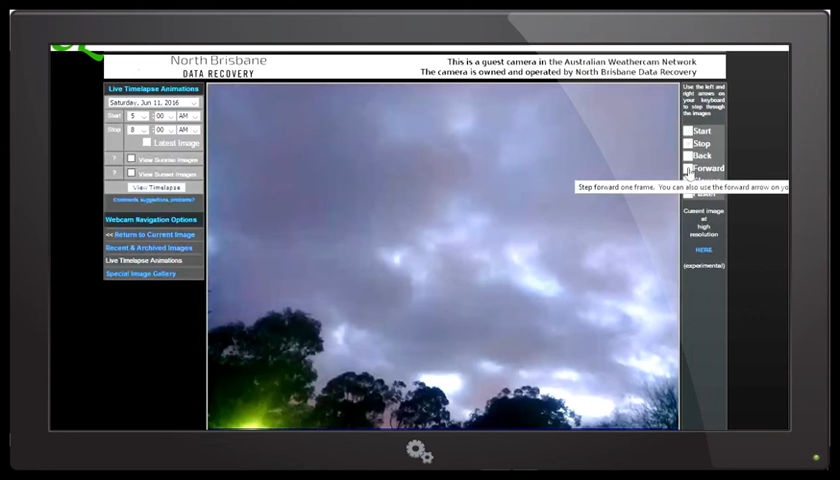 North Brisbane
DATA RECOVERY
This is a guest camera in the Australian Weathercam Network
The camera is owned and operated by North Brisbane Data Recovery
Live Timelapse Animations
Saturday, Jun 11, 2016
Start 5 : 00 AM
Stop 8 : 00 AM
Latest Image
? View Sunrise Images
? View Sunset Images
View Timelapse
Comments, suggestions, problems?
Webcam Navigation Options
<< Return to Current Image
Recent & Archived Images
Live Timelapse Animations
Special Image Gallery
Use the left and
right arrows on
your
keyboard
to step
through the
images
Start
Stop
Back
Forward
Step forward one frame. You can also use the forward arrow on yo
Current image
at
high
resolution
HERE
(experimental)